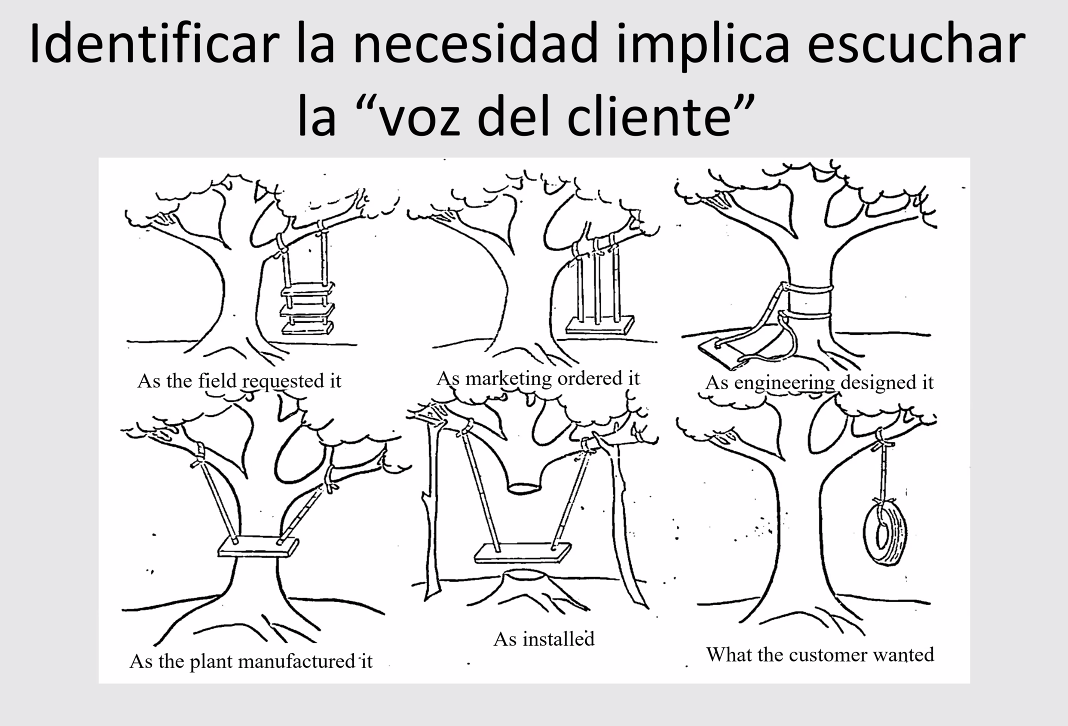 Identificar la necesidad implica escuchar
la “voz del cliente”
As the field requested it
As marketing ordered it
As engineering designed it
As the plant manufactured it
As installed
What the customer wanted